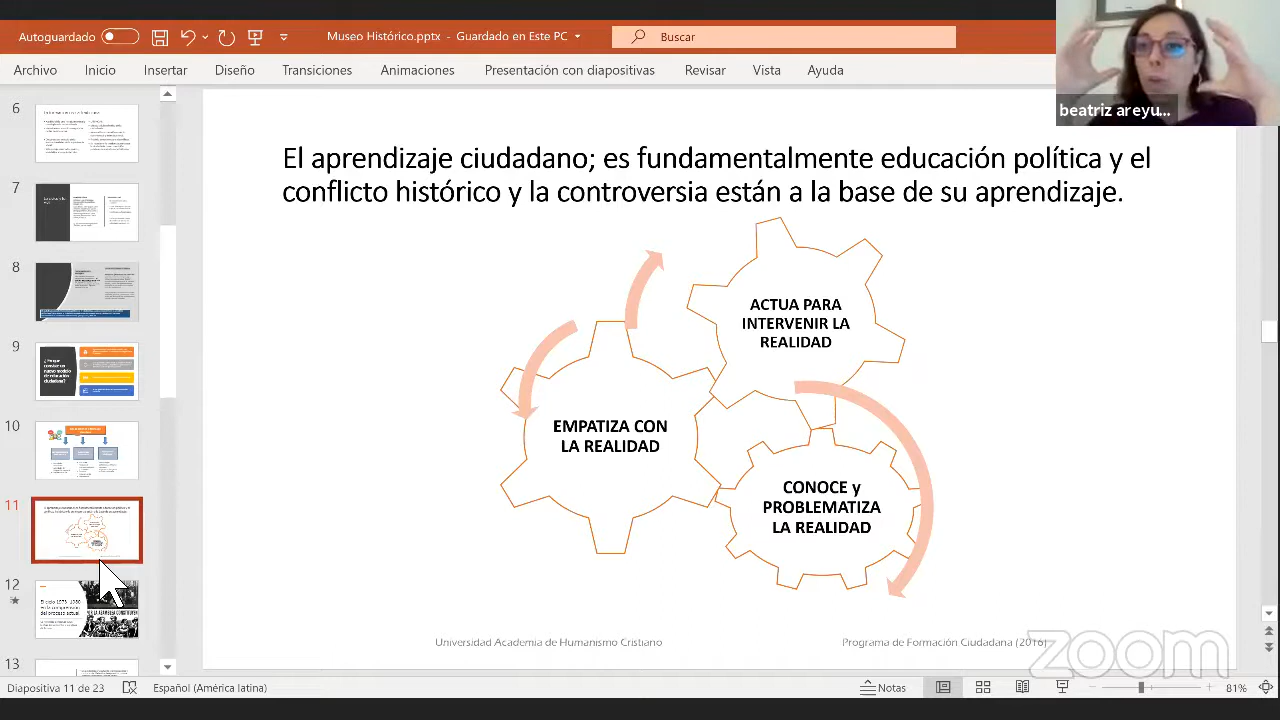 Autoguardado
Museo Histórico.pptx - Guardado en Este PC
Buscar
Archivo Inicio Insertar Diseño Transiciones Animaciones Presentación con diapositivas Revisar Vista Ayuda
beatriz areyu...
6
7
8
9
10
11
12
13
El aprendizaje ciudadano; es fundamentalmente educación política y el
conflicto histórico y la controversia están a la base de su aprendizaje.
ACTUA PARA
INTERVENIR LA
REALIDAD
EMPATIZA CON
LA REALIDAD
CONOCE y
PROBLEMATIZA
LA REALIDAD
Universidad Academia de Humanismo Cristiano
Programa de Formación Ciudadana (2016)
zoom
Diapositiva 11 de 23 Español (América latina) Notas 81%